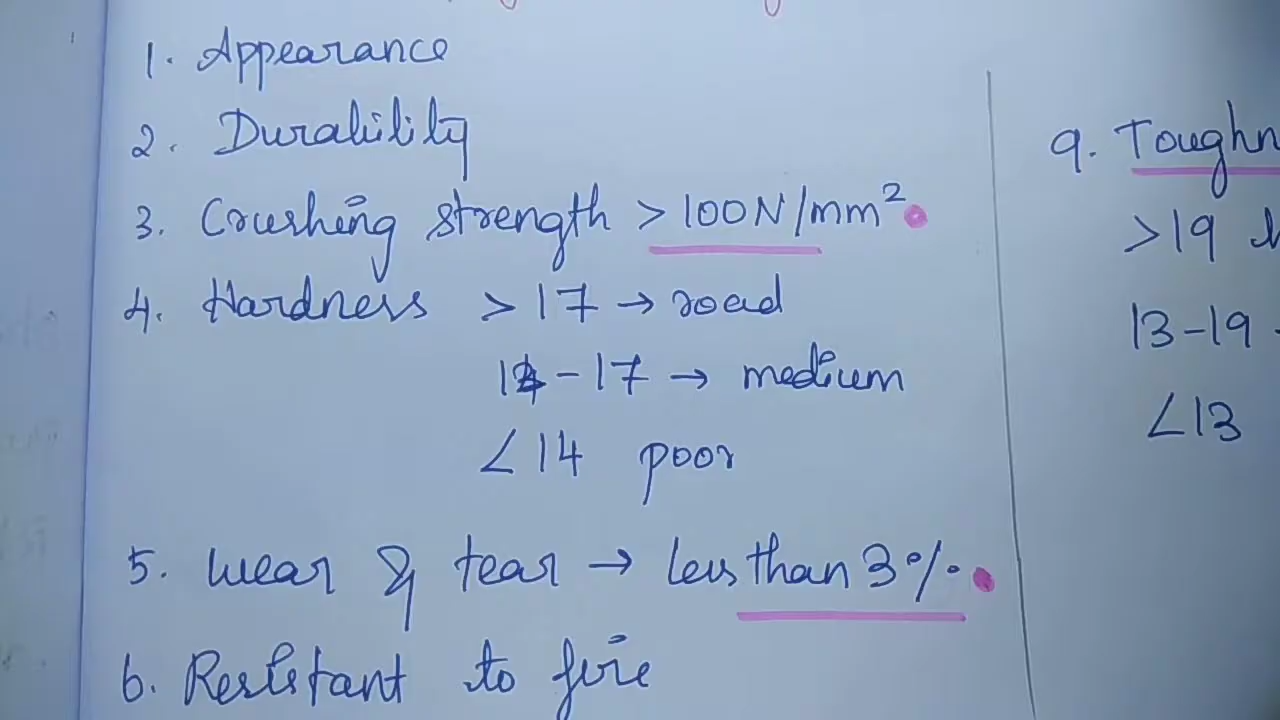 1. Appearance
2. Durability
3. Crushing strength > 100N/mm²
4. Hardness > 17 → road
14 - 17 → medium
< 14 poor
5. wear & tear → less than 3%.
6. Resistant to fire
9. Toughn
> 19
13 - 19
< 13